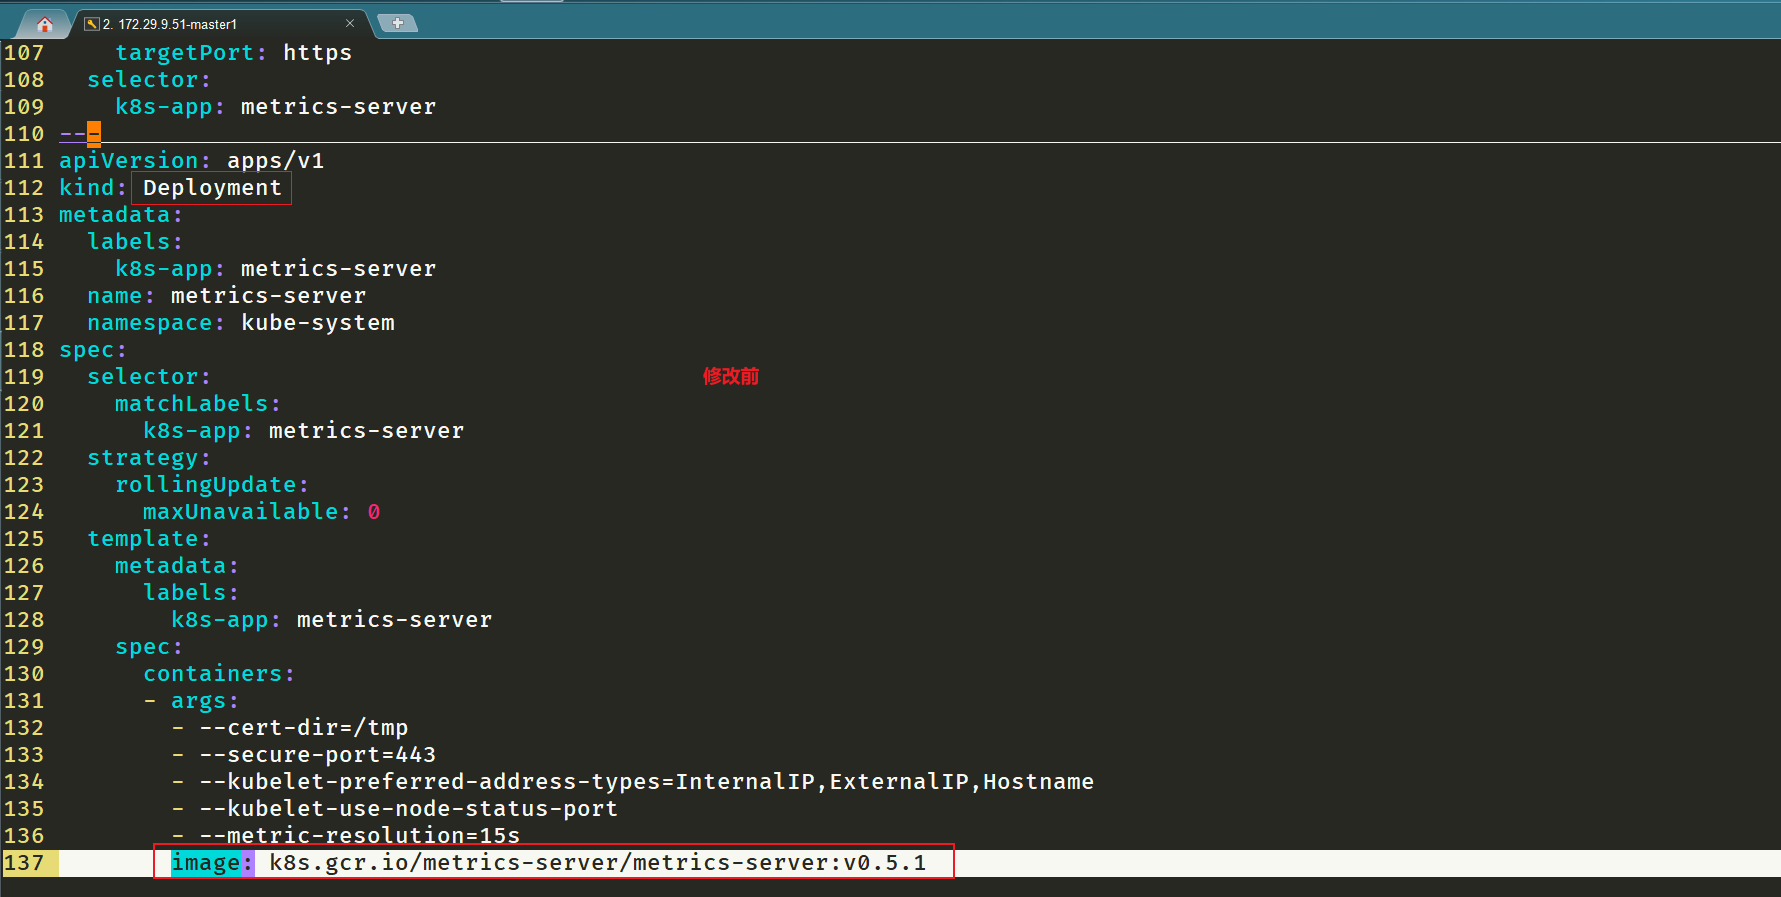 2. 172.29.9.51-master1
107     targetPort: https
108   selector:
109     k8s-app: metrics-server
110 ---
111 apiVersion: apps/v1
112 kind: Deployment
113 metadata:
114   labels:
115     k8s-app: metrics-server
116   name: metrics-server
117   namespace: kube-system
118 spec:
119   selector: 修改前
120     matchLabels:
121       k8s-app: metrics-server
122   strategy:
123     rollingUpdate:
124       maxUnavailable: 0
125   template:
126     metadata:
127       labels:
128         k8s-app: metrics-server
129     spec:
130       containers:
131       - args:
132         - --cert-dir=/tmp
133         - --secure-port=443
134         - --kubelet-preferred-address-types=InternalIP,ExternalIP,Hostname
135         - --kubelet-use-node-status-port
136         - --metric-resolution=15s
137         image: k8s.gcr.io/metrics-server/metrics-server:v0.5.1